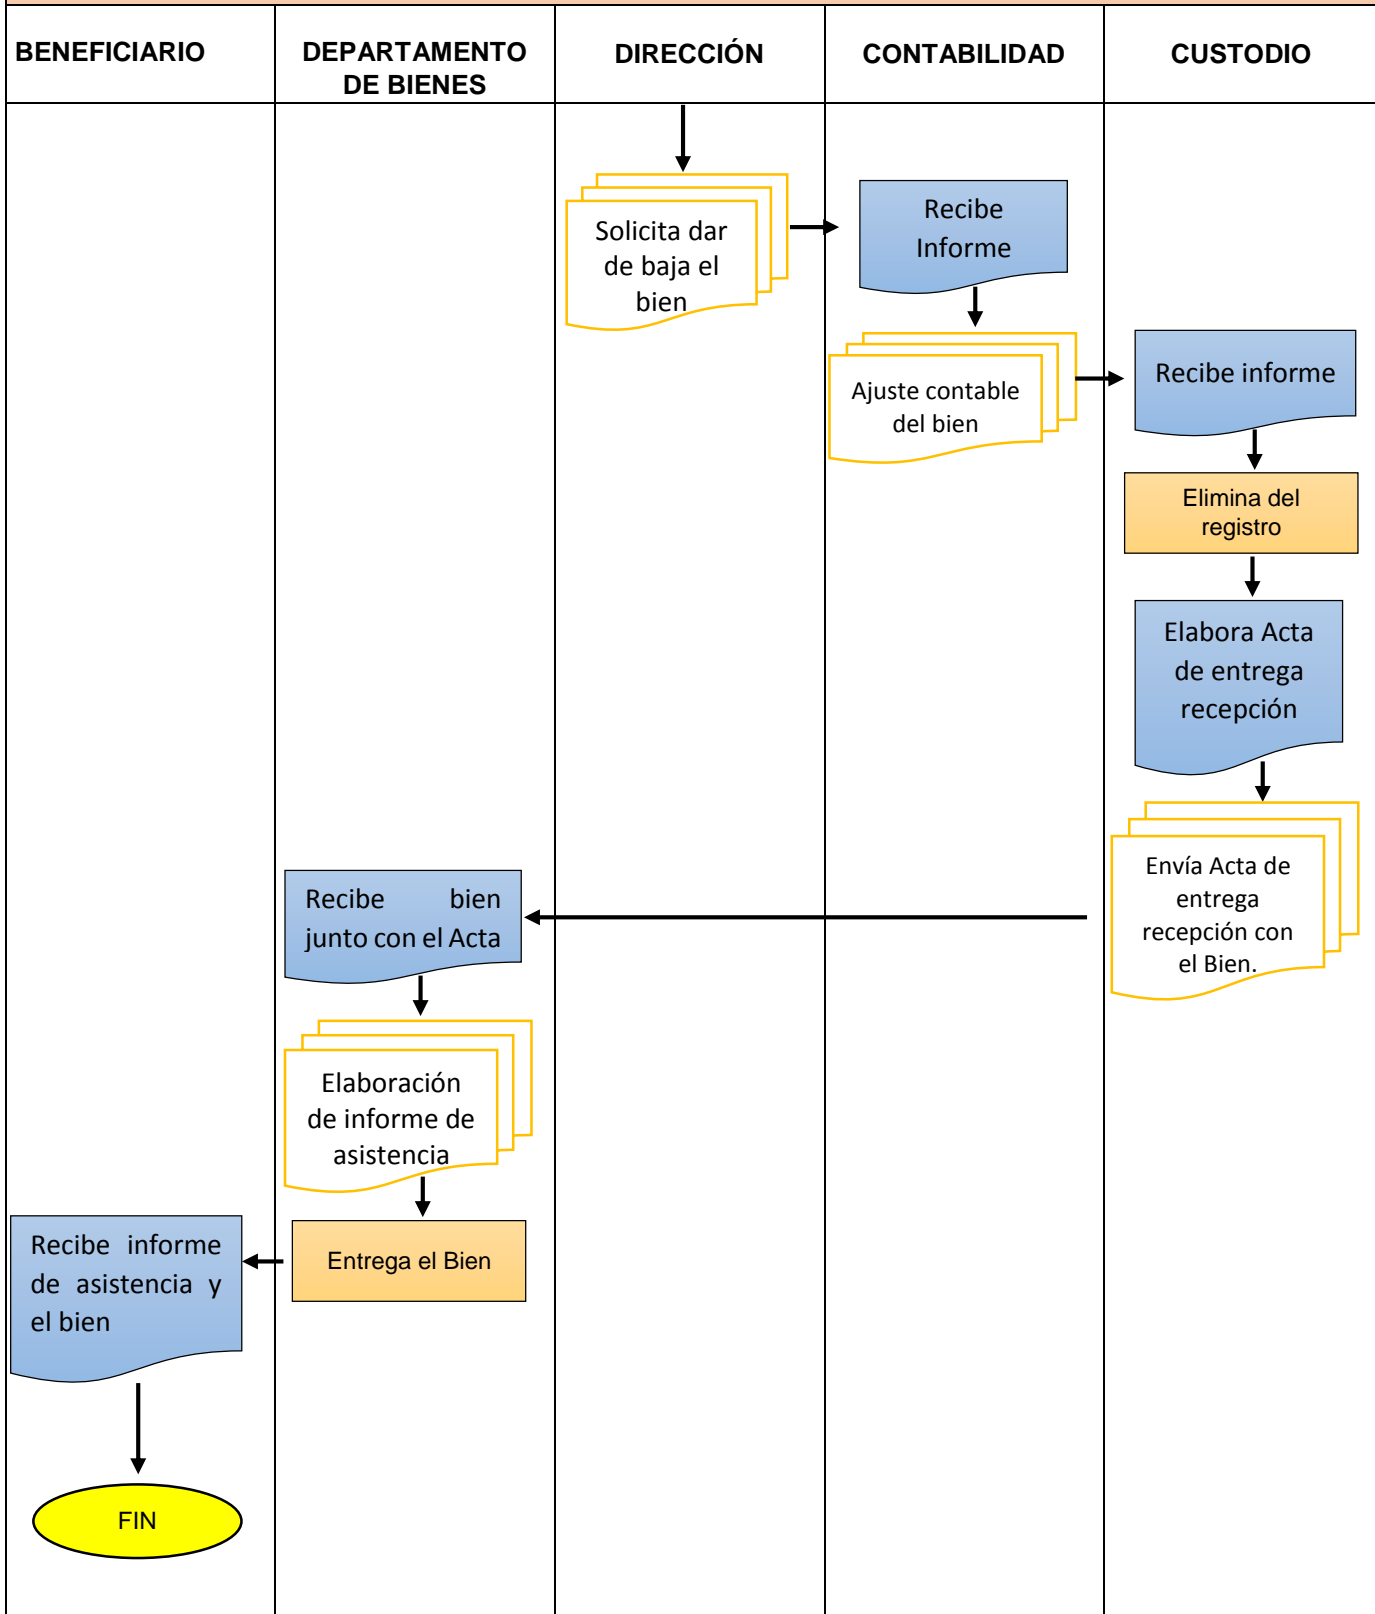 BENEFICIARIO
DEPARTAMENTO
DE BIENES
DIRECCIÓN
CONTABILIDAD
CUSTODIO
Solicita dar
de baja el
bien
Recibe
Informe
Ajuste contable
del bien
Recibe informe
Elimina del
registro
Elabora Acta
de entrega
recepción
Envía Acta de
entrega
recepción con
el Bien.
Recibe bien
junto con el Acta
Elaboración
de informe de
asistencia
Entrega el Bien
Recibe informe
de asistencia y
el bien
FIN